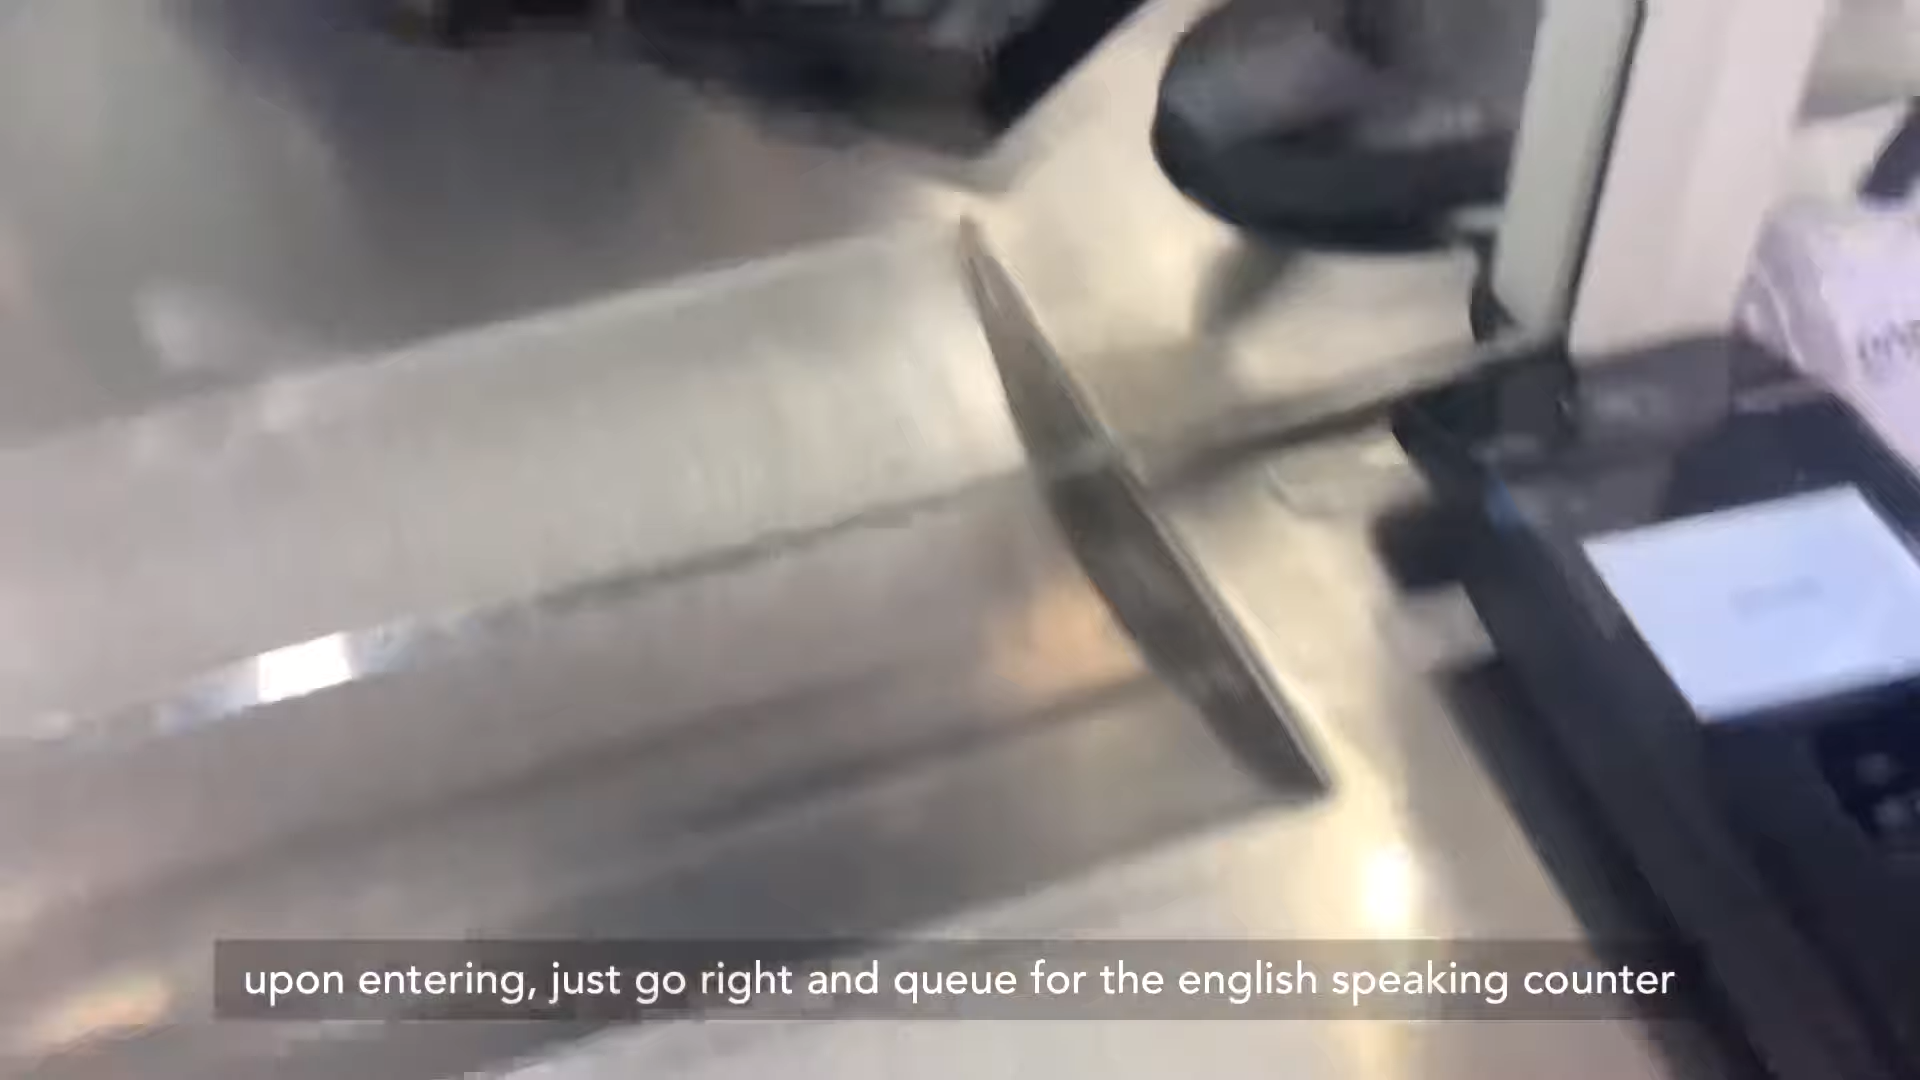 upon entering, just go right and queue for the english speaking counter